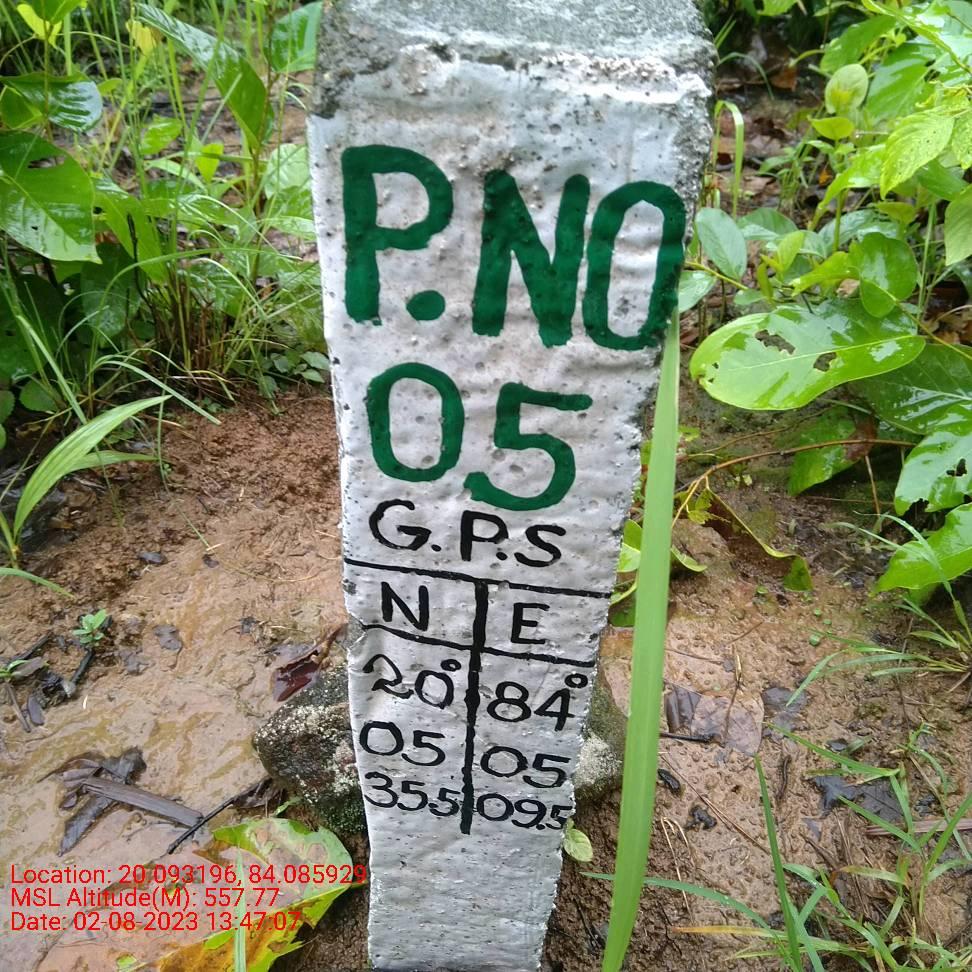 P.NO
05
G.P.S
N E
20° 84°
05 05
35.5 09.5
Location: 20.093196, 84.085929
MSL Altitude(M): 557.77
Date: 02-08-2023 13:47:07